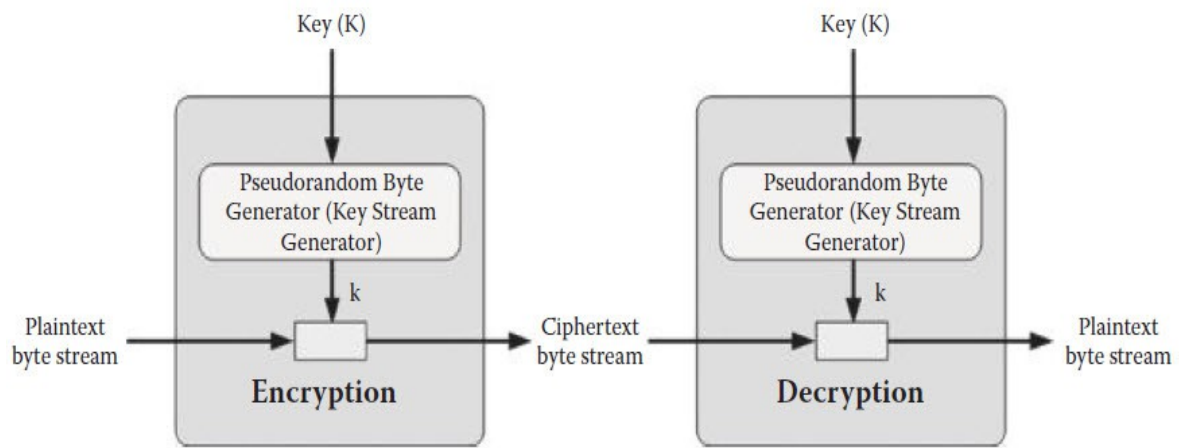 Key (K)
Key (K)
Pseudorandom Byte
Generator (Key Stream
Generator)
Pseudorandom Byte
Generator (Key Stream
Generator)
k
k
Plaintext
byte stream
Ciphertext
byte stream
Plaintext
byte stream
Encryption
Decryption